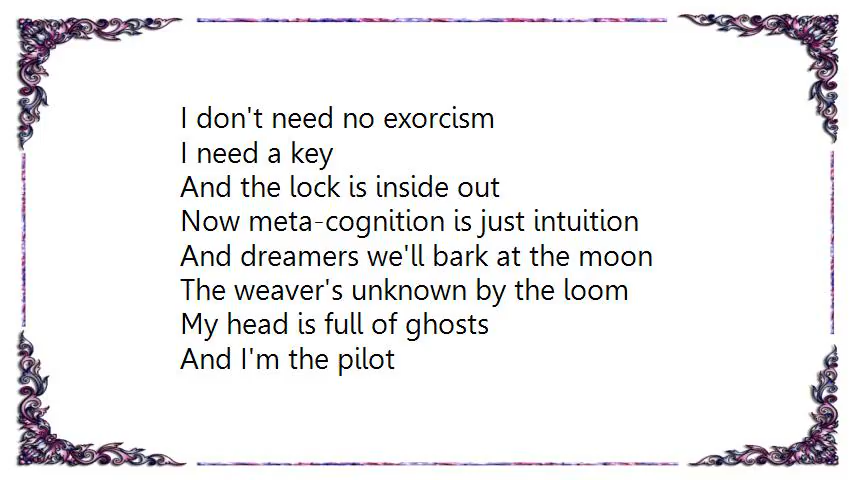 I don't need no exorcism
I need a key
And the lock is inside out
Now meta-cognition is just intuition
And dreamers we'll bark at the moon
The weaver's unknown by the loom
My head is full of ghosts
And I'm the pilot